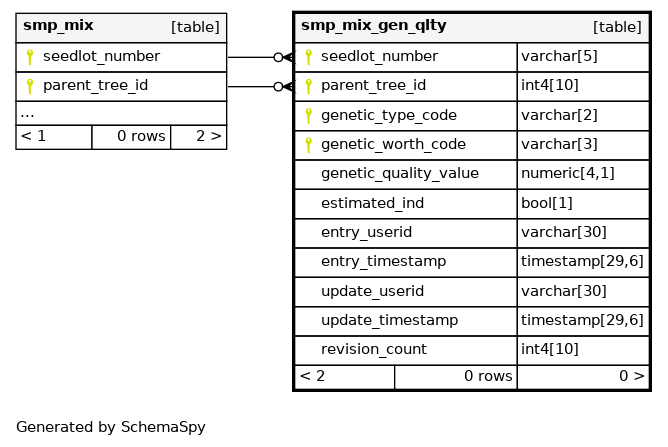 smp_mix [table]
seedlot_number
parent_tree_id
...
< 1 0 rows 2 >
smp_mix_gen_qlty [table]
seedlot_number varchar[5]
parent_tree_id int4[10]
genetic_type_code varchar[2]
genetic_worth_code varchar[3]
genetic_quality_value numeric[4,1]
estimated_ind bool[1]
entry_userid varchar[30]
entry_timestamp timestamp[29,6]
update_userid varchar[30]
update_timestamp timestamp[29,6]
revision_count int4[10]
< 2 0 rows 0 >
Generated by SchemaSpy